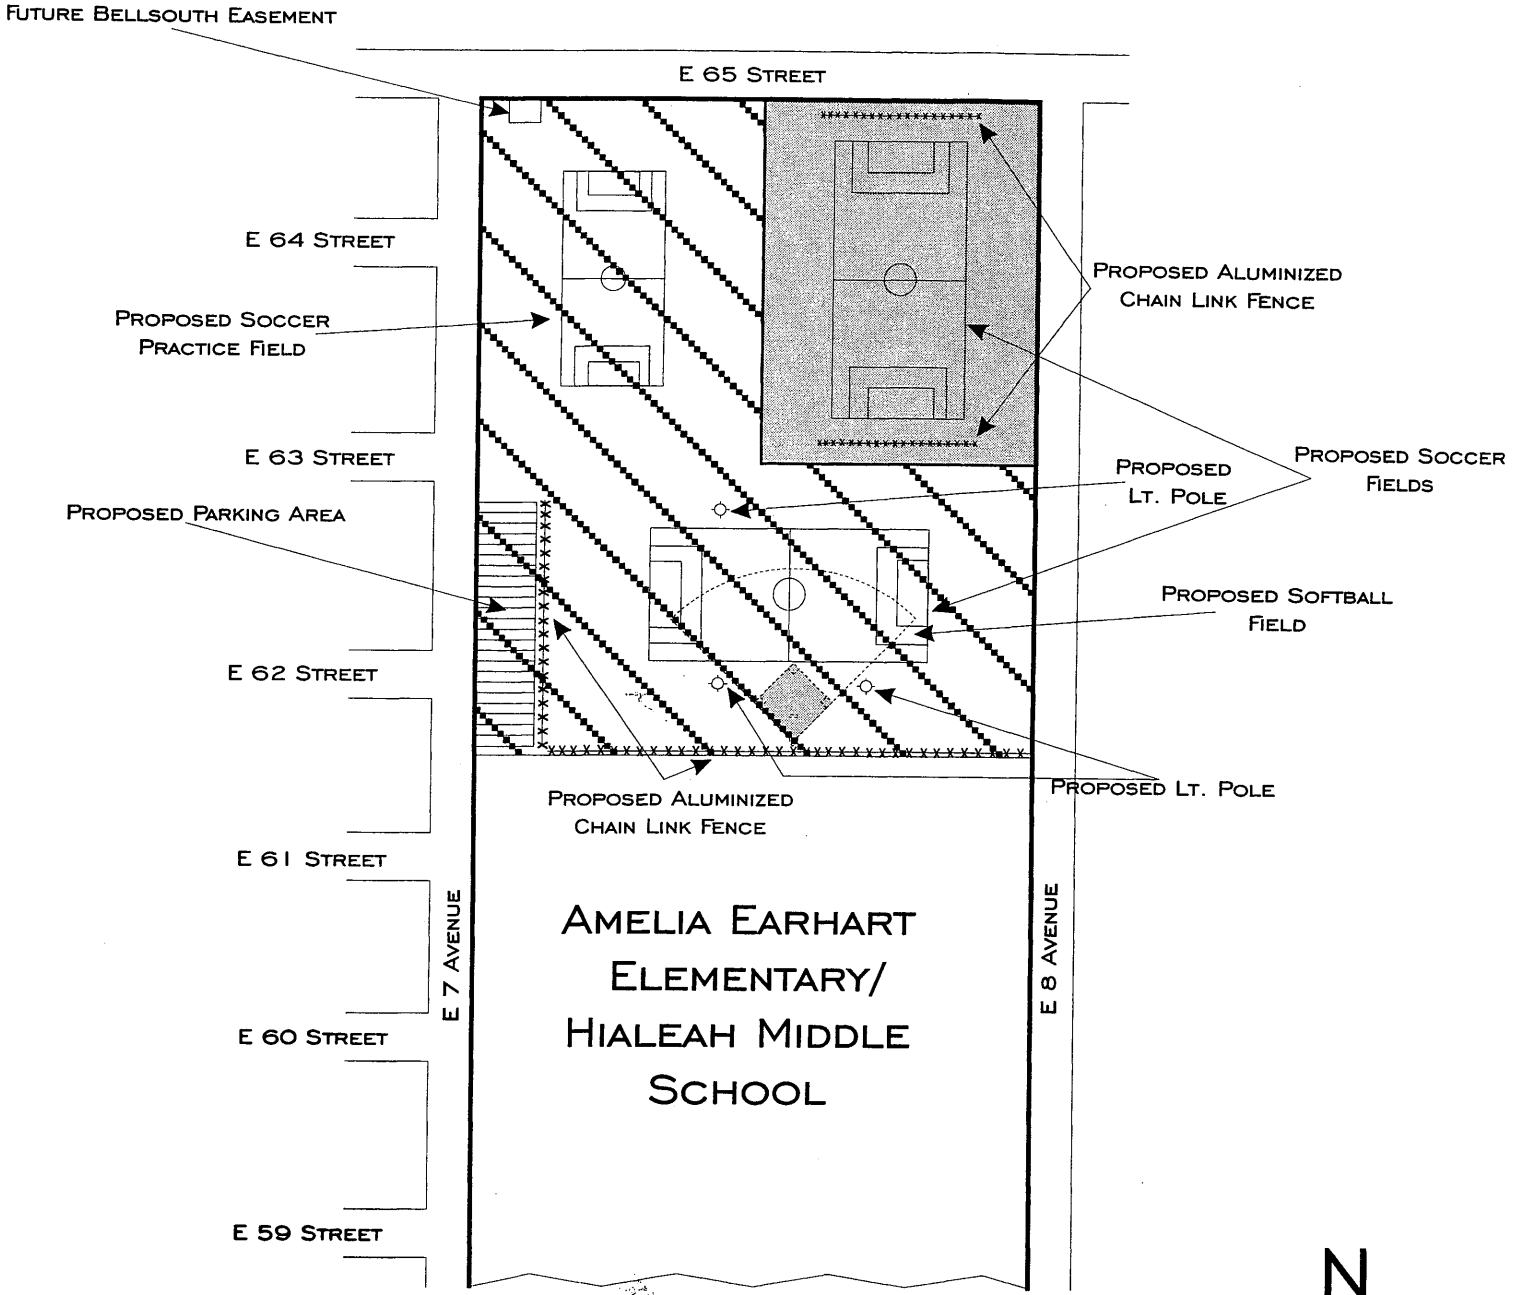 FUTURE BELLSOUTH EASEMENT
E 65 STREET
E 64 STREET
PROPOSED ALUMINIZED
CHAIN LINK FENCE
PROPOSED SOCCER
PRACTICE FIELD
E 63 STREET
PROPOSED SOCCER
FIELDS
PROPOSED
LT. POLE
PROPOSED PARKING AREA
PROPOSED SOFTBALL
FIELD
E 62 STREET
PROPOSED LT. POLE
PROPOSED ALUMINIZED
CHAIN LINK FENCE
E 61 STREET
E 7 AVENUE
E 8 AVENUE
AMELIA EARHART
ELEMENTARY/
HIALEAH MIDDLE
SCHOOL
E 60 STREET
E 59 STREET
N